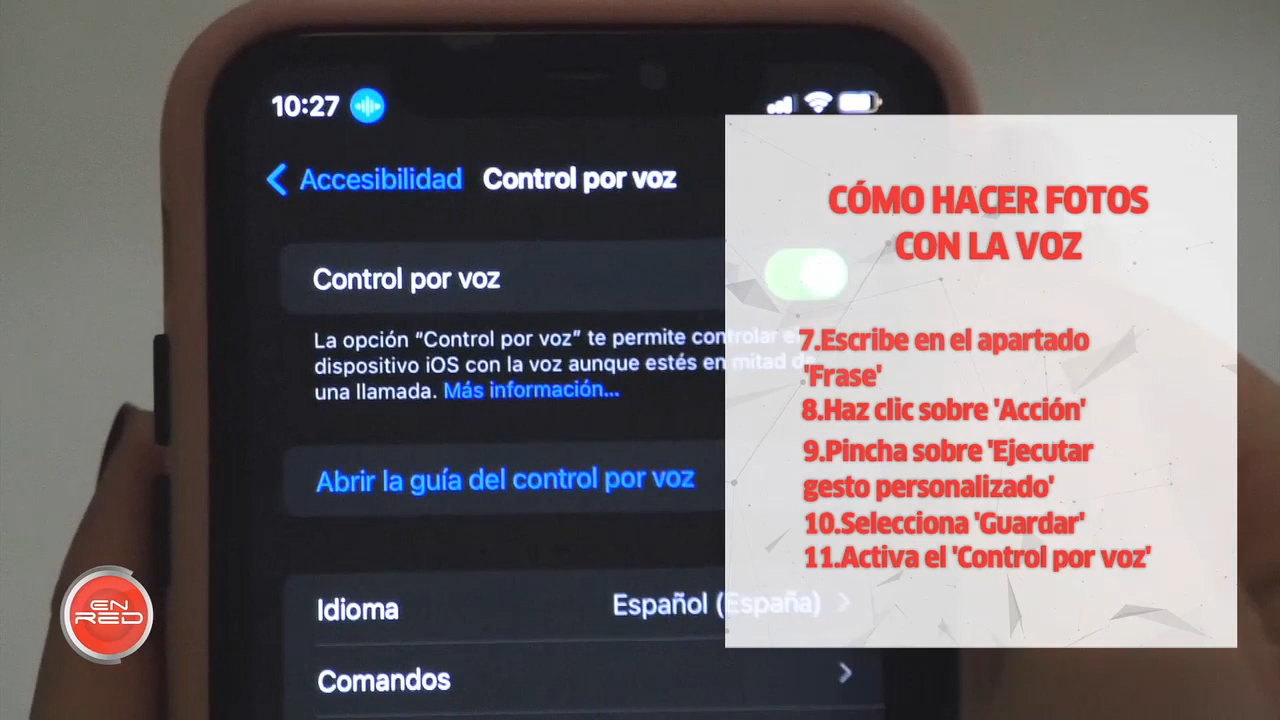 10:27
Accesibilidad Control por voz
Control por voz
La opción “Control por voz” te permite controlar el
dispositivo iOS con la voz aunque estés en mitad de
una llamada. Más información...
Abrir la guía del control por voz
Idioma Español (España)
Comandos
CÓMO HACER FOTOS
CON LA VOZ
7.Escribe en el apartado
'Frase'
8.Haz clic sobre 'Acción'
9.Pincha sobre 'Ejecutar
gesto personalizado'
10.Selecciona 'Guardar'
11.Activa el 'Control por voz'
EN
RED